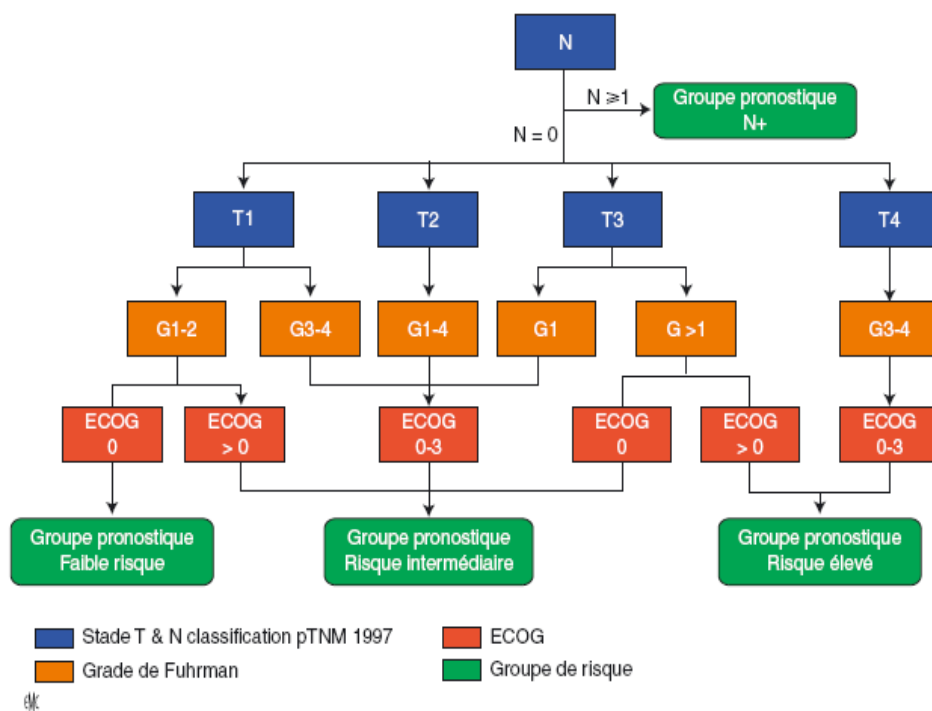 N
N ⩾1
Groupe pronostique
N+
N = 0
T1
T2
T3
T4
G1-2
G3-4
G1-4
G1
G >1
G3-4
ECOG
0
ECOG
> 0
ECOG
0-3
ECOG
0
ECOG
> 0
ECOG
0-3
Groupe pronostique
Faible risque
Groupe pronostique
Risque intermédiaire
Groupe pronostique
Risque élevé
Stade T & N classification pTNM 1997
ECOG
Grade de Fuhrman
Groupe de risque
EMC